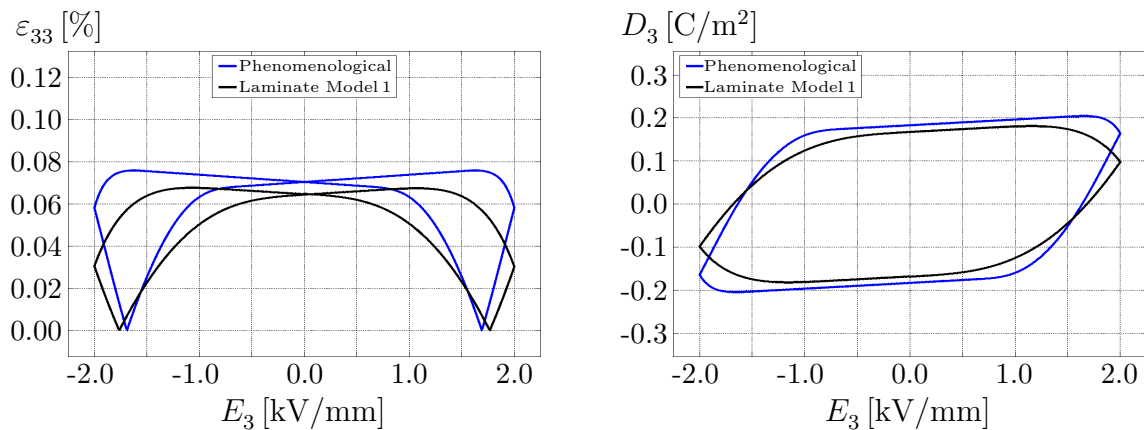 ε33 [%]
Phenomenological
Laminate Model 1
0.12
0.10
0.08
0.06
0.04
0.02
0.00
-2.0 -1.0 0.0 1.0 2.0
E3 [kV/mm]
D3 [C/m²]
Phenomenological
Laminate Model 1
0.3
0.2
0.1
0.0
-0.1
-0.2
-0.3
-2.0 -1.0 0.0 1.0 2.0
E3 [kV/mm]